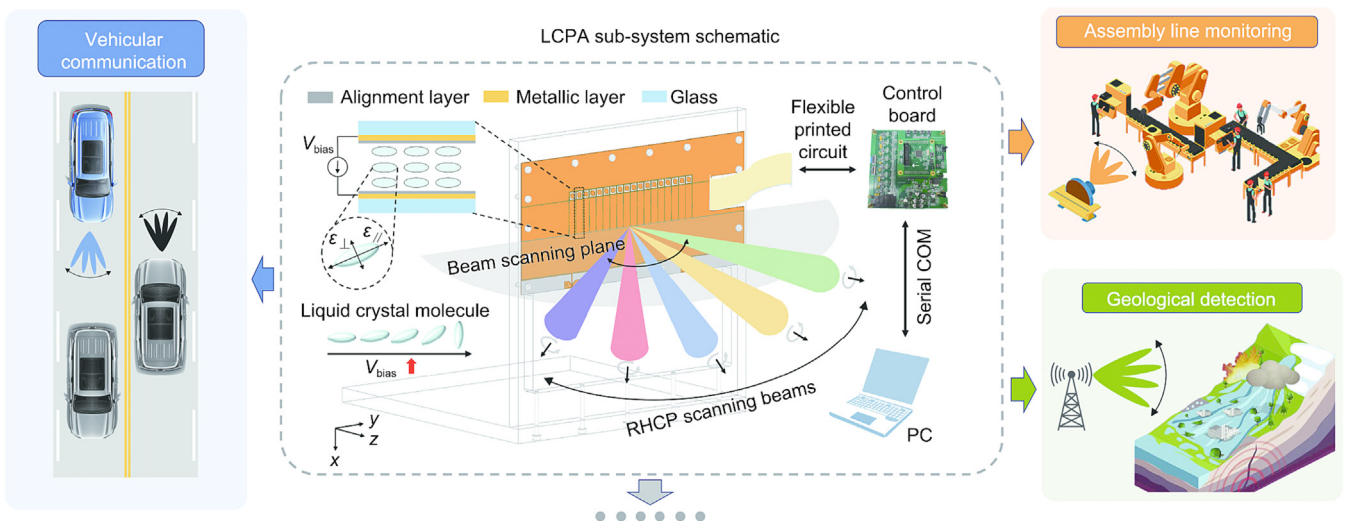 Vehicular
communication
LCPA sub-system schematic
Alignment layer
Metallic layer
Glass
V_bias
ε⊥
ε//
Liquid crystal molecule
V_bias
y
z
x
Beam scanning plane
RHCP scanning beams
Flexible
printed
circuit
Control
board
Serial COM
PC
Assembly line monitoring
Geological detection